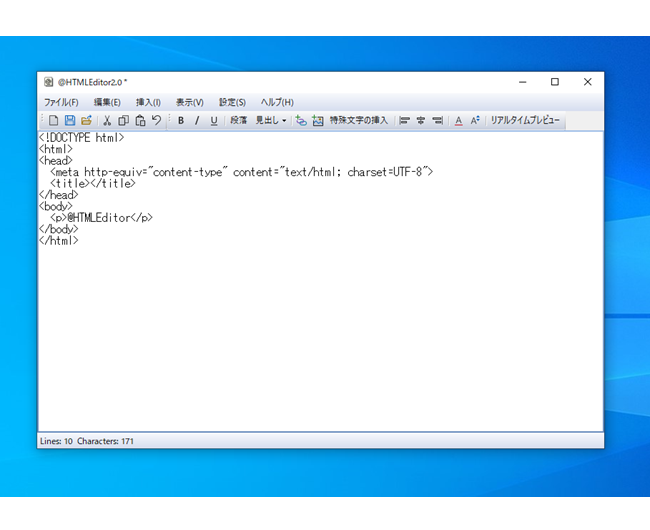 @HTMLEditor2.0 *
ファイル(F) 編集(E) 挿入(I) 表示(V) 設定(S) ヘルプ(H)
B I U 段落 見出し 特殊文字の挿入 A A リアルタイムプレビュー
<!DOCTYPE html>
<html>
<head>
  <meta http-equiv="content-type" content="text/html; charset=UTF-8">
  <title></title>
</head>
<body>
  <p>@HTMLEditor</p>
</body>
</html>
Lines: 10 Characters: 171